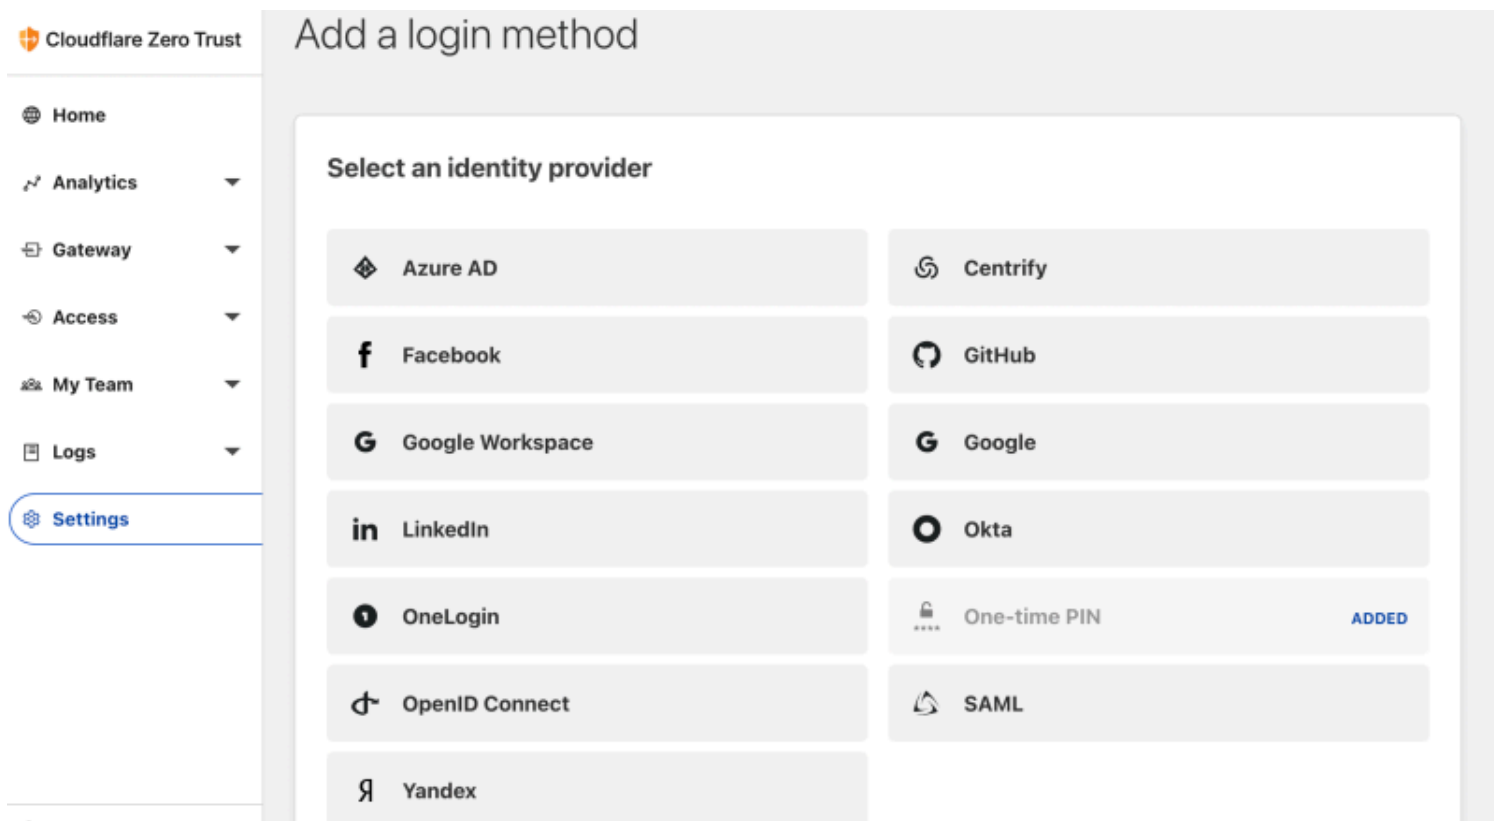 Cloudflare Zero Trust
Home
Analytics
Gateway
Access
My Team
Logs
Settings
Add a login method
Select an identity provider
Azure AD
Centrify
Facebook
GitHub
Google Workspace
Google
LinkedIn
Okta
OneLogin
One-time PIN ADDED
OpenID Connect
SAML
Yandex